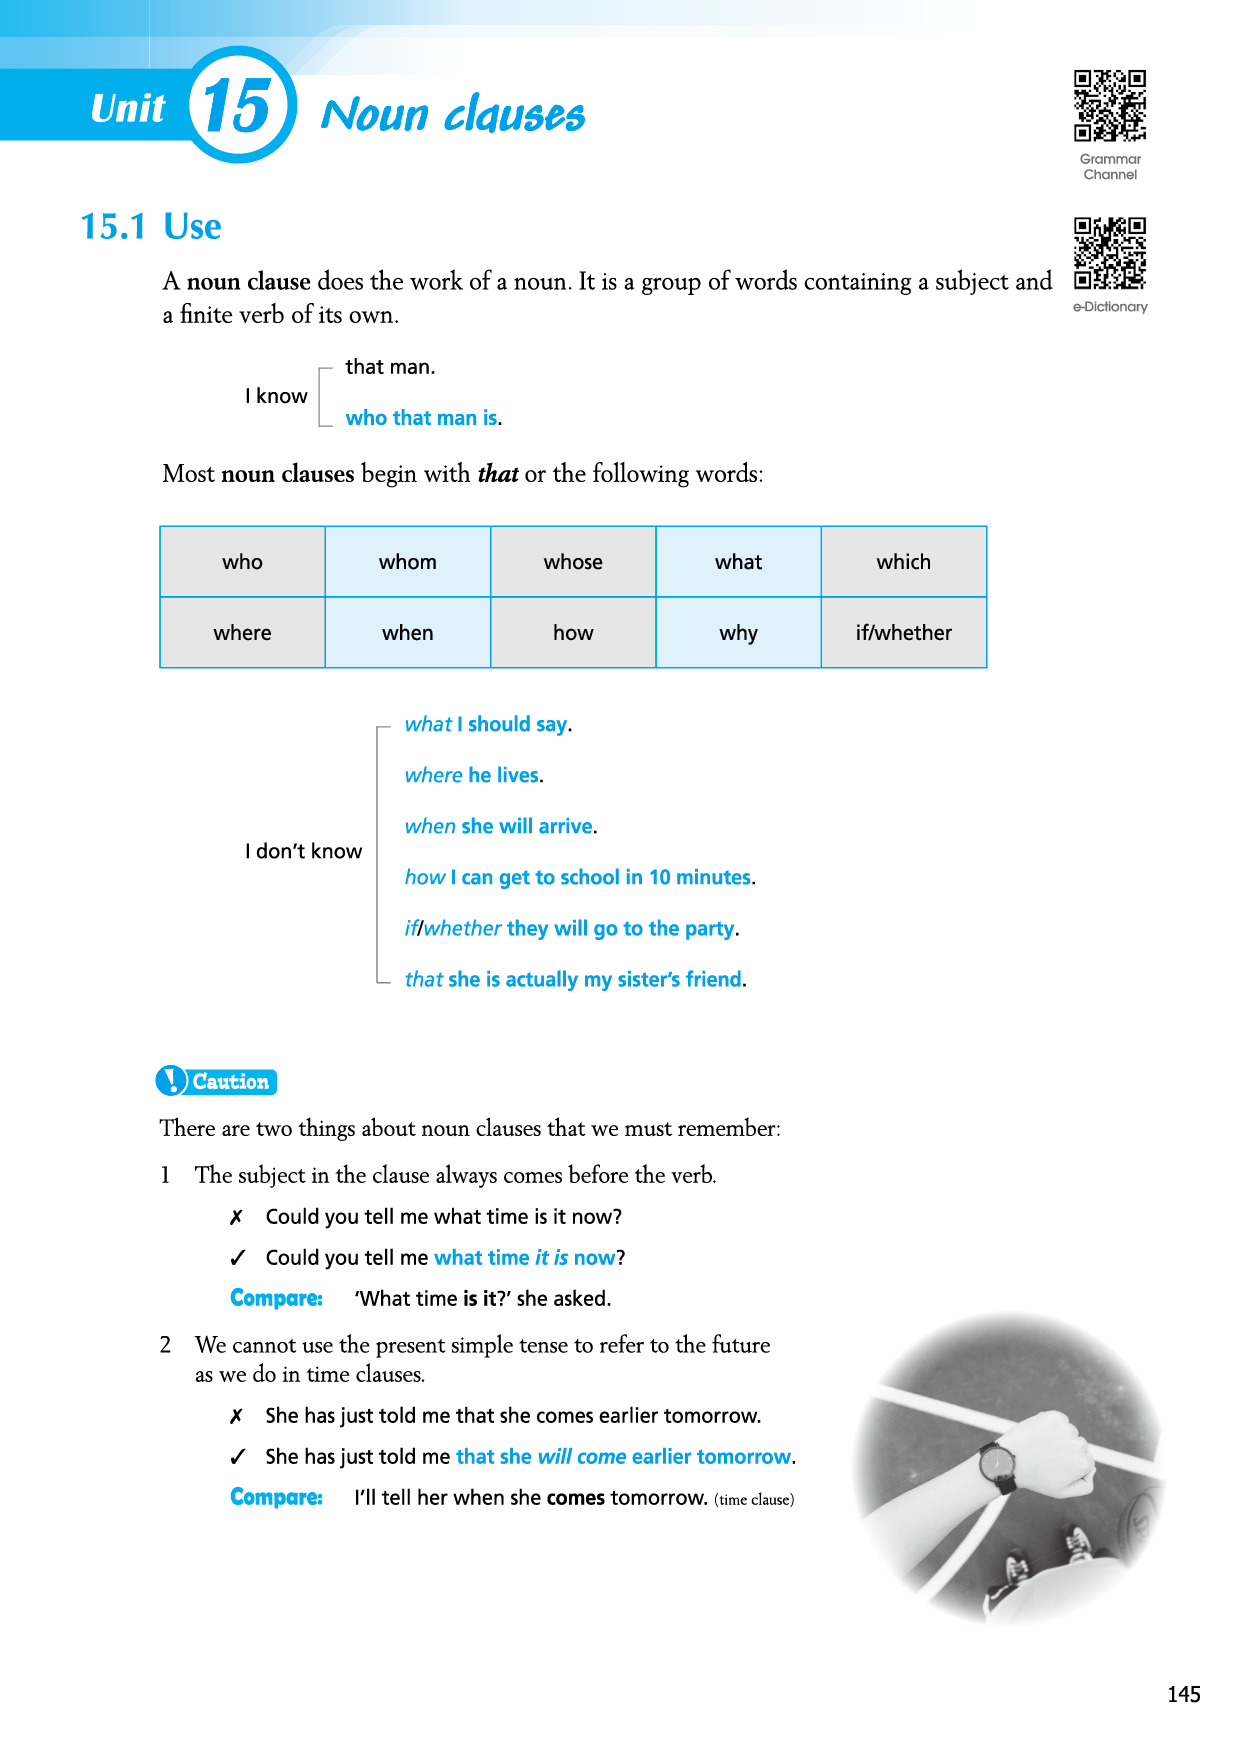 Unit 15 Noun clauses
Grammar
Channel
15.1 Use
A noun clause does the work of a noun. It is a group of words containing a subject and
a finite verb of its own.
e-Dictionary
that man.
I know
who that man is.
Most noun clauses begin with that or the following words:
who whom whose what which
where when how why if/whether
what I should say.
where he lives.
when she will arrive.
I don't know
how I can get to school in 10 minutes.
if/whether they will go to the party.
that she is actually my sister's friend.
! Caution
There are two things about noun clauses that we must remember:
1 The subject in the clause always comes before the verb.
✗ Could you tell me what time is it now?
✓ Could you tell me what time it is now?
Compare: 'What time is it?' she asked.
2 We cannot use the present simple tense to refer to the future
as we do in time clauses.
✗ She has just told me that she comes earlier tomorrow.
✓ She has just told me that she will come earlier tomorrow.
Compare: I'll tell her when she comes tomorrow. (time clause)
145